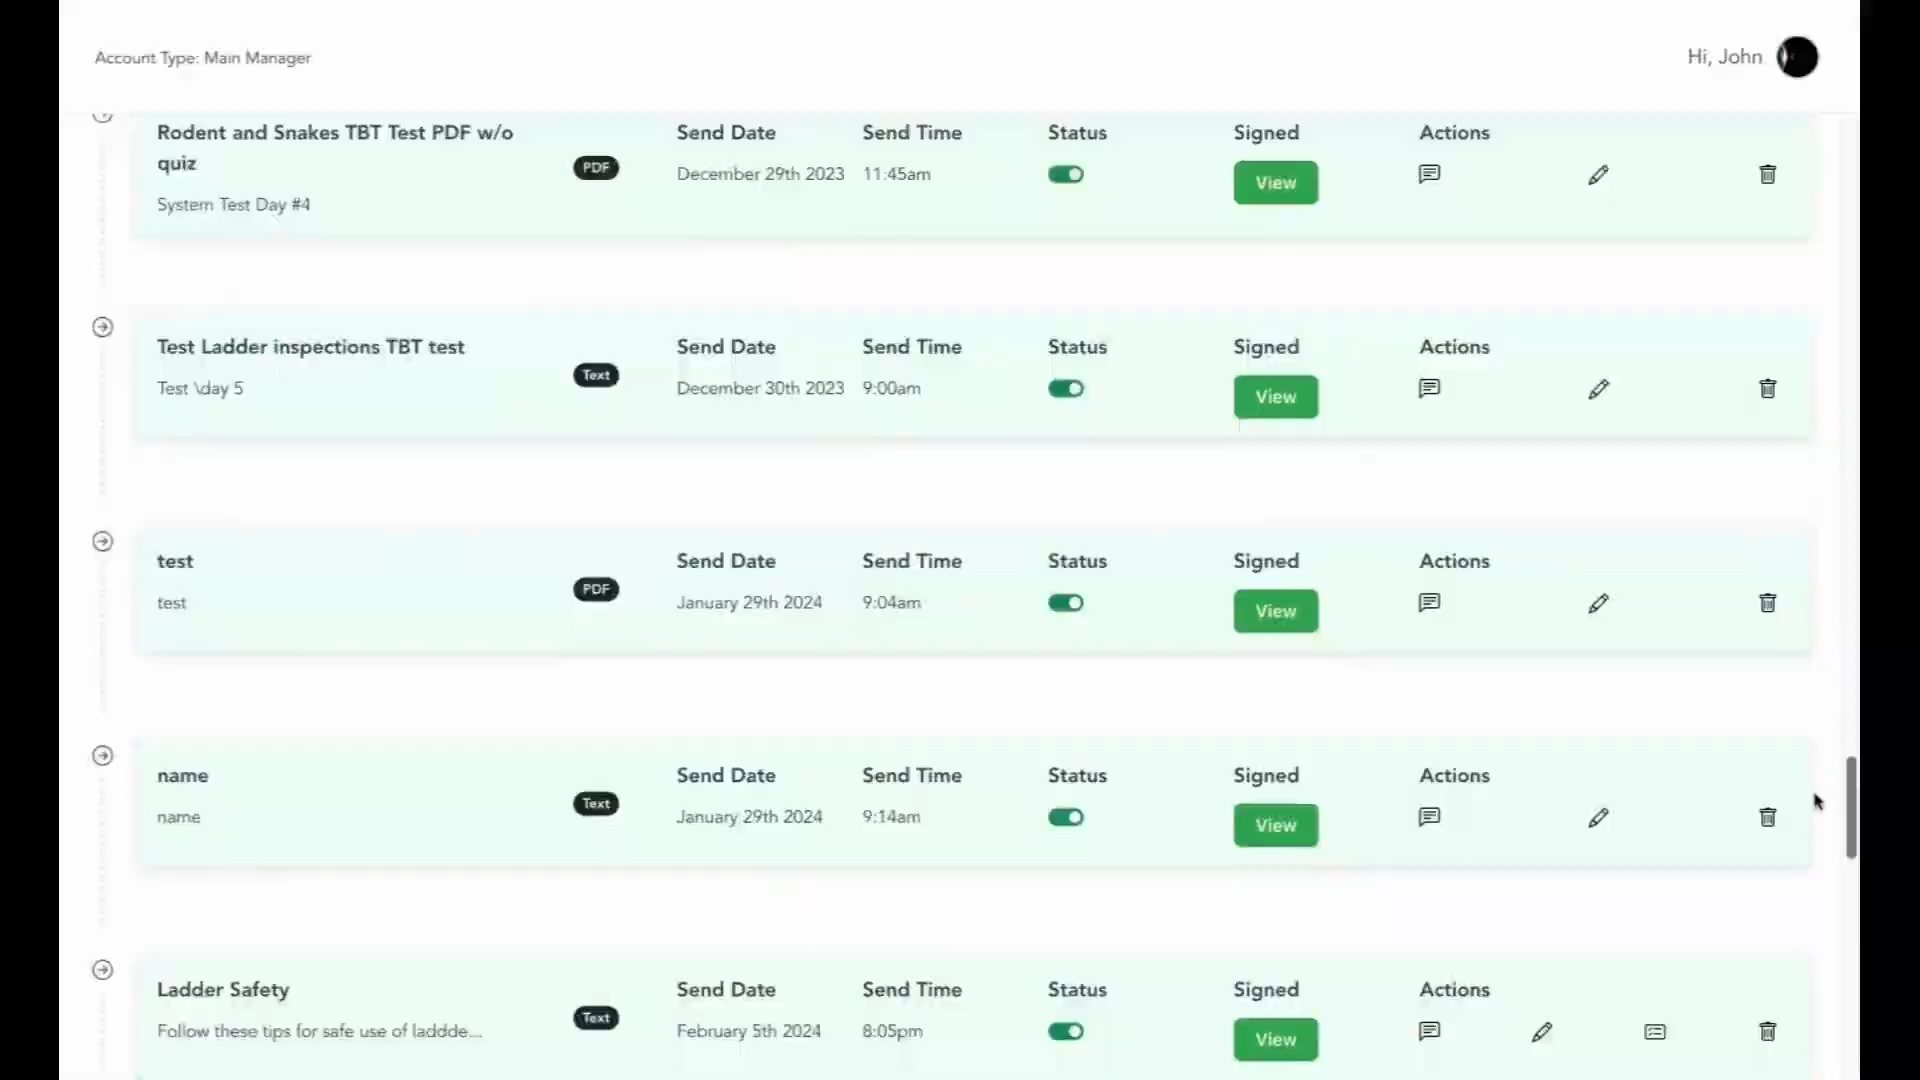 Account Type: Main Manager
Hi, John
Rodent and Snakes TBT Test PDF w/o
quiz
System Test Day #4
PDF
Send Date
December 29th 2023
Send Time
11:45am
Status
Signed
View
Actions
Test Ladder inspections TBT test
Test \day 5
Text
Send Date
December 30th 2023
Send Time
9:00am
Status
Signed
View
Actions
test
test
PDF
Send Date
January 29th 2024
Send Time
9:04am
Status
Signed
View
Actions
name
name
Text
Send Date
January 29th 2024
Send Time
9:14am
Status
Signed
View
Actions
Ladder Safety
Follow these tips for safe use of laddde...
Text
Send Date
February 5th 2024
Send Time
8:05pm
Status
Signed
View
Actions